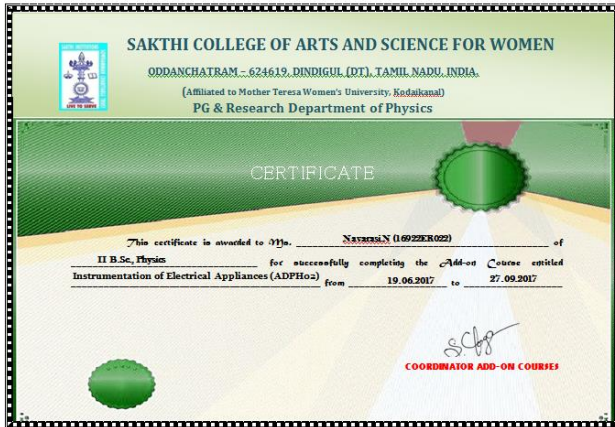 SAKTHI COLLEGE OF ARTS AND SCIENCE FOR WOMEN
ODDANCHATRAM – 624619, DINDIGUL (DT), TAMIL NADU, INDIA.
(Affiliated to Mother Teresa Women's University, Kodaikanal)
PG & Research Department of Physics
LIVE TO SERVE
CERTIFICATE
This certificate is awarded to Ms. Navarasi.N (16922ER022) of
II B.Sc., Physics for successfully completing the Add-on Course entitled
Instrumentation of Electrical Appliances (ADPH02) from 19.06.2017 to 27.09.2017
COORDINATOR ADD-ON COURSES